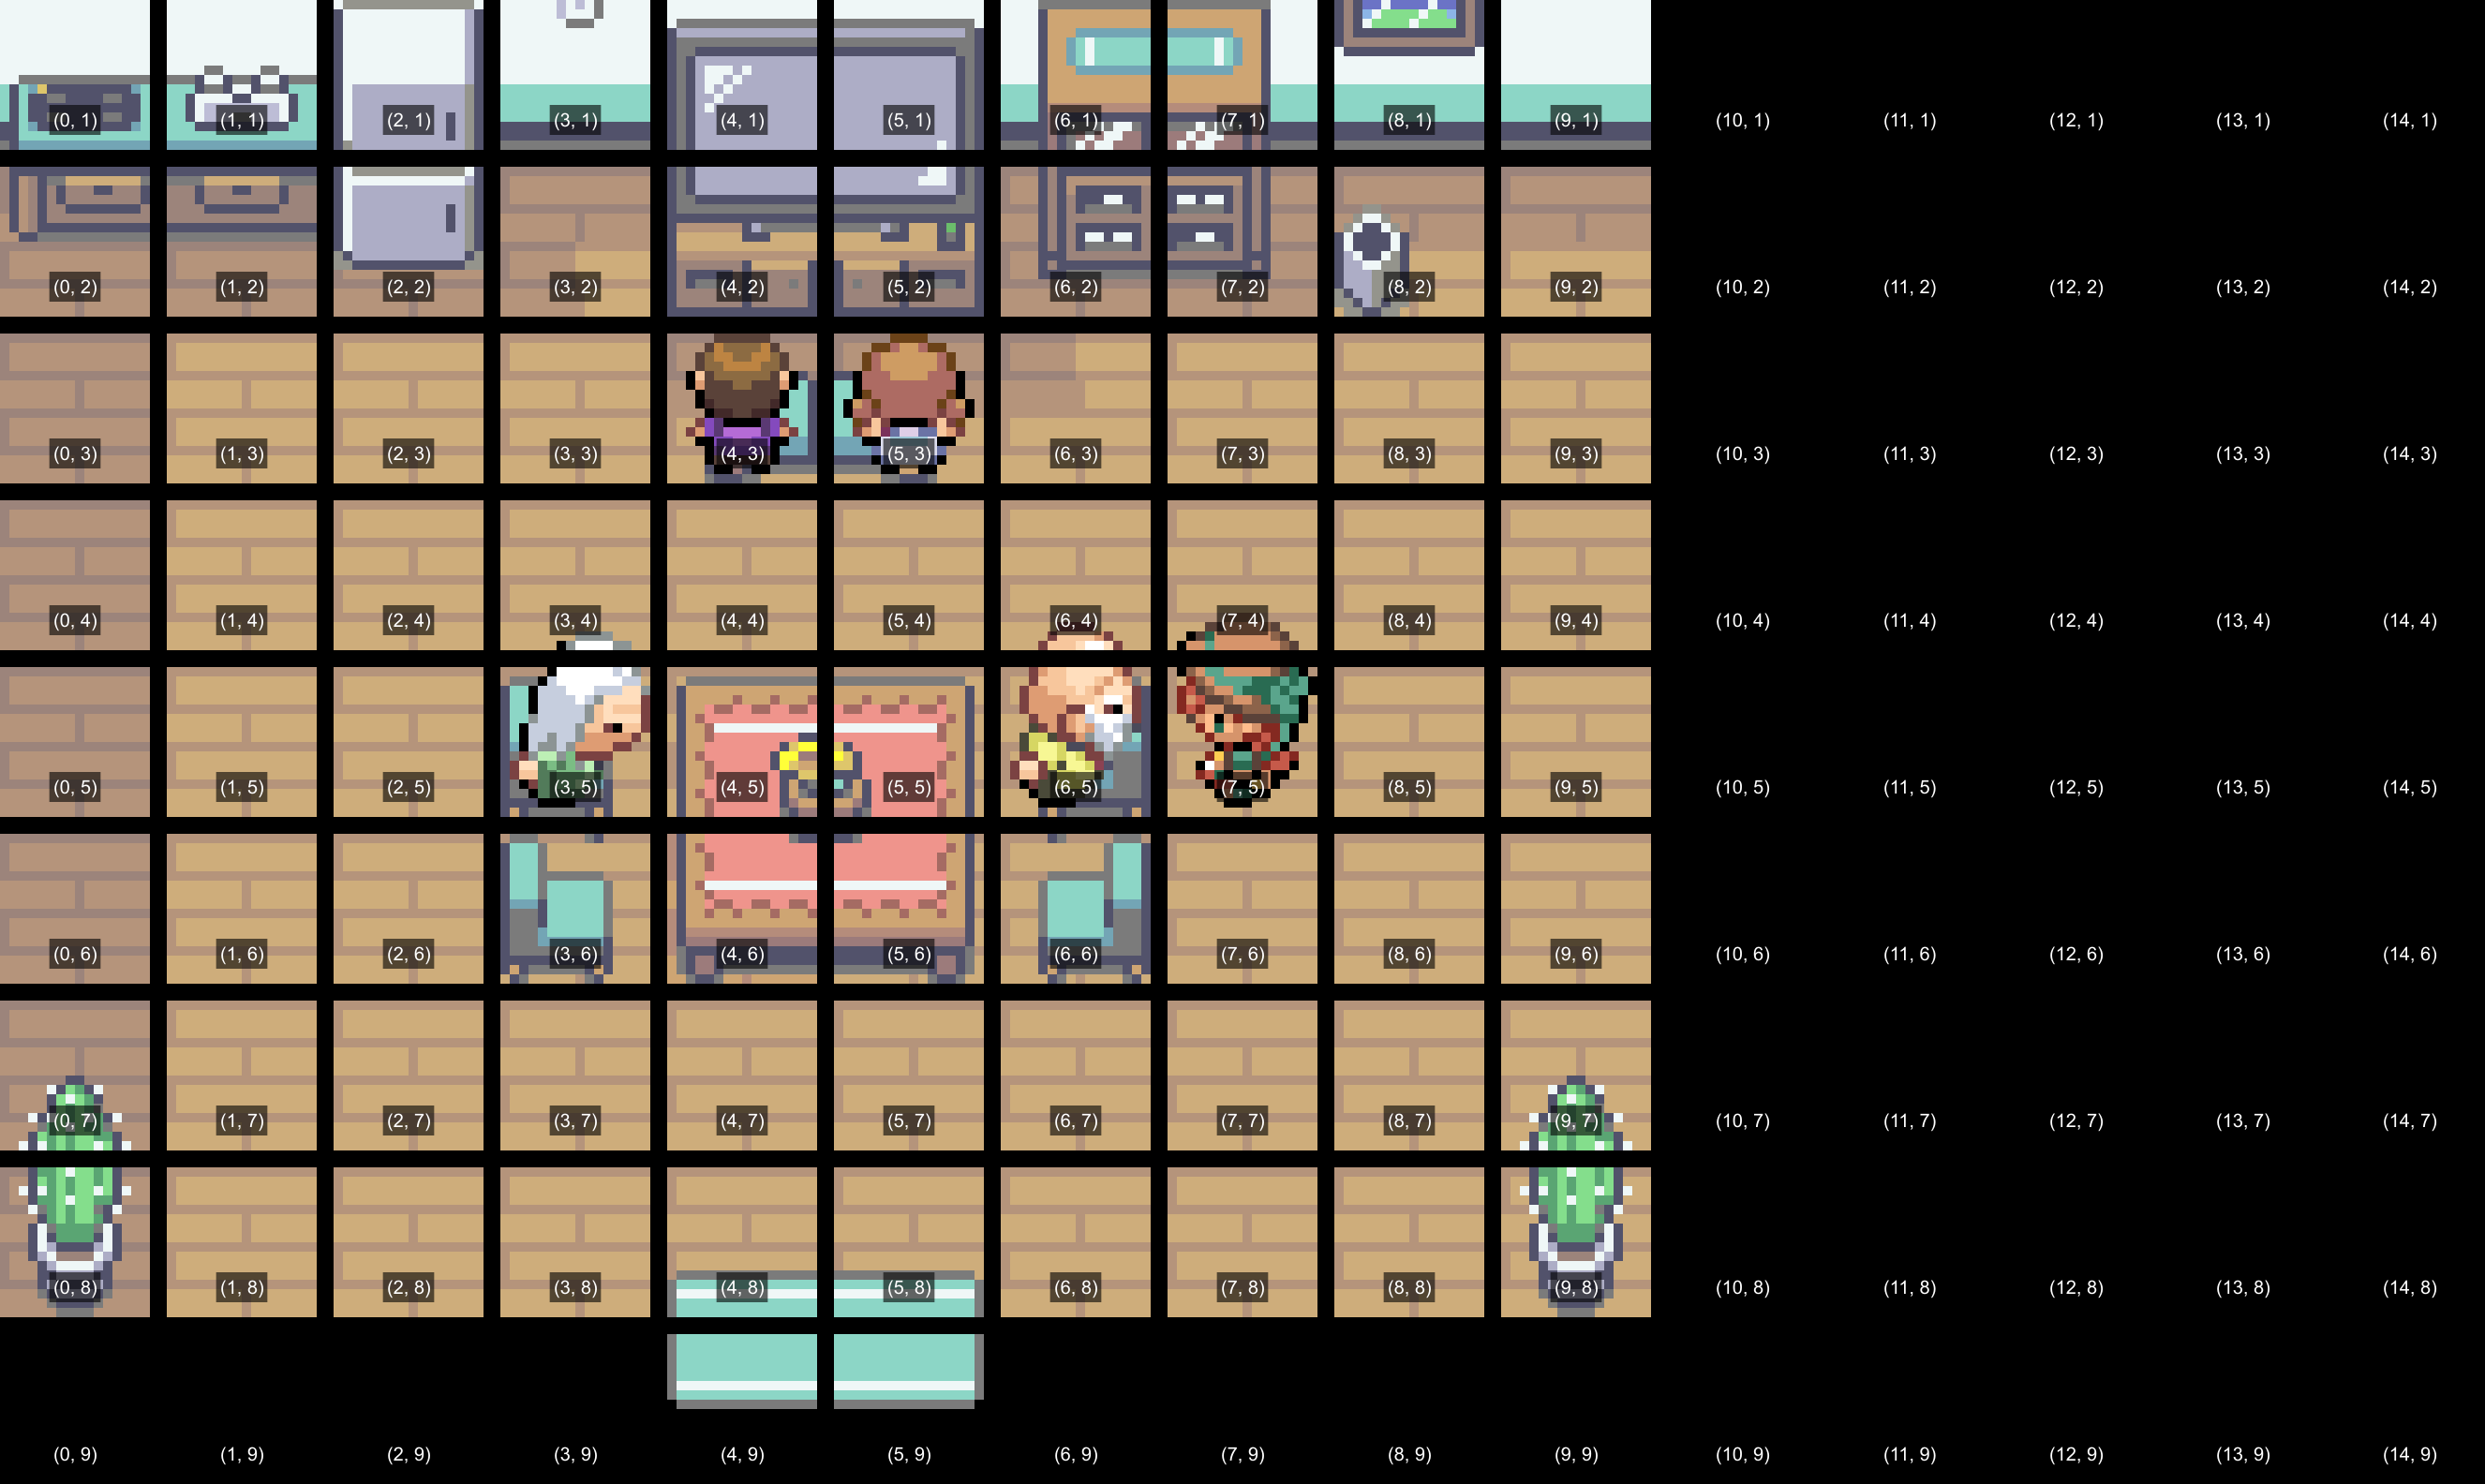 (0, 1) (1, 1) (2, 1) (3, 1) (4, 1) (5, 1) (6, 1) (7, 1) (8, 1) (9, 1) (10, 1) (11, 1) (12, 1) (13, 1) (14, 1)
(0, 2) (1, 2) (2, 2) (3, 2) (4, 2) (5, 2) (6, 2) (7, 2) (8, 2) (9, 2) (10, 2) (11, 2) (12, 2) (13, 2) (14, 2)
(0, 3) (1, 3) (2, 3) (3, 3) (4, 3) (5, 3) (6, 3) (7, 3) (8, 3) (9, 3) (10, 3) (11, 3) (12, 3) (13, 3) (14, 3)
(0, 4) (1, 4) (2, 4) (3, 4) (4, 4) (5, 4) (6, 4) (7, 4) (8, 4) (9, 4) (10, 4) (11, 4) (12, 4) (13, 4) (14, 4)
(0, 5) (1, 5) (2, 5) (3, 5) (4, 5) (5, 5) (6, 5) (7, 5) (8, 5) (9, 5) (10, 5) (11, 5) (12, 5) (13, 5) (14, 5)
(0, 6) (1, 6) (2, 6) (3, 6) (4, 6) (5, 6) (6, 6) (7, 6) (8, 6) (9, 6) (10, 6) (11, 6) (12, 6) (13, 6) (14, 6)
(0, 7) (1, 7) (2, 7) (3, 7) (4, 7) (5, 7) (6, 7) (7, 7) (8, 7) (9, 7) (10, 7) (11, 7) (12, 7) (13, 7) (14, 7)
(0, 8) (1, 8) (2, 8) (3, 8) (4, 8) (5, 8) (6, 8) (7, 8) (8, 8) (9, 8) (10, 8) (11, 8) (12, 8) (13, 8) (14, 8)
(0, 9) (1, 9) (2, 9) (3, 9) (4, 9) (5, 9) (6, 9) (7, 9) (8, 9) (9, 9) (10, 9) (11, 9) (12, 9) (13, 9) (14, 9)